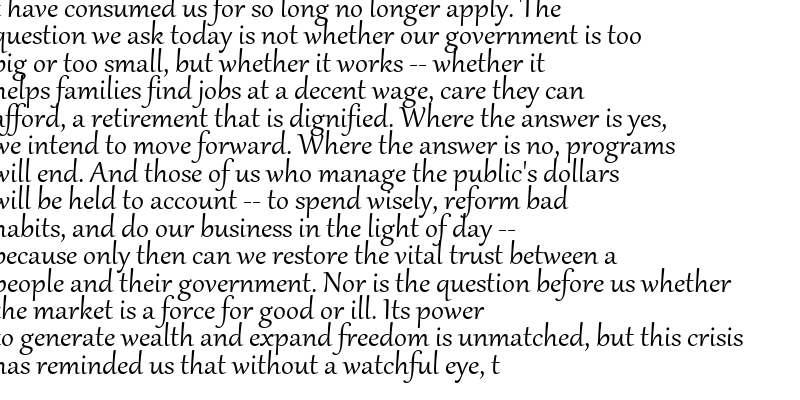 have consumed us for so long no longer apply. The
question we ask today is not whether our government is too
big or too small, but whether it works -- whether it
helps families find jobs at a decent wage, care they can
afford, a retirement that is dignified. Where the answer is yes,
we intend to move forward. Where the answer is no, programs
will end. And those of us who manage the public's dollars
will be held to account -- to spend wisely, reform bad
habits, and do our business in the light of day --
because only then can we restore the vital trust between a
people and their government. Nor is the question before us whether
the market is a force for good or ill. Its power
to generate wealth and expand freedom is unmatched, but this crisis
has reminded us that without a watchful eye, t